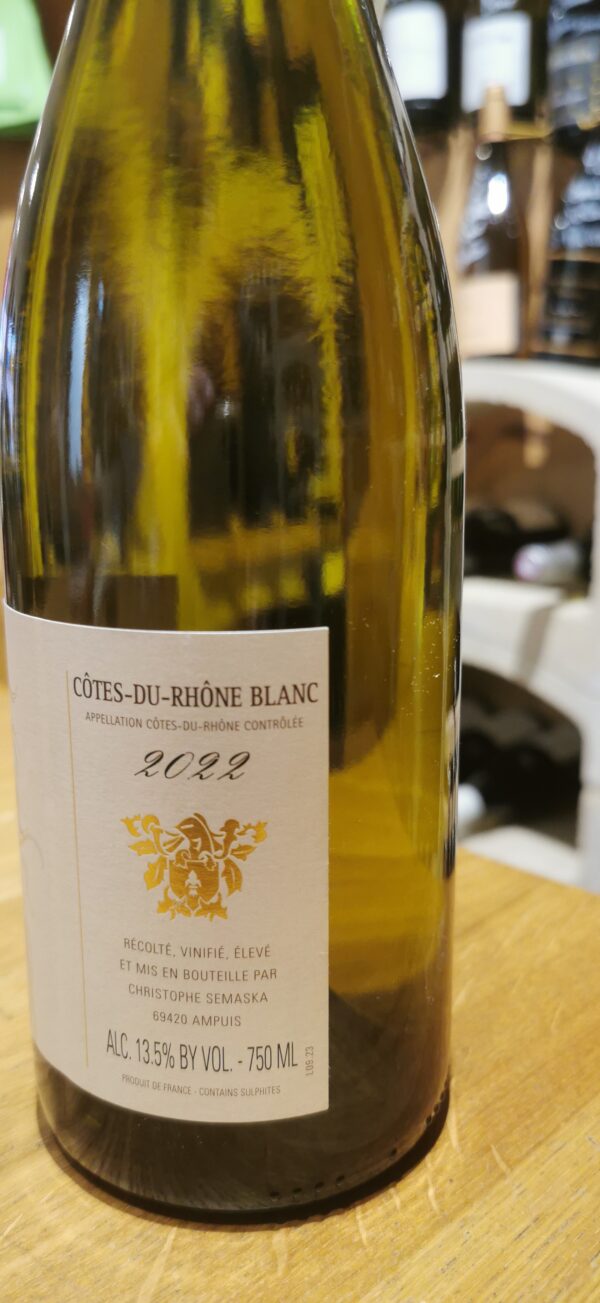 CÔTES-DU-RHÔNE BLANC
APPELLATION CÔTES-DU-RHÔNE CONTRÔLÉE
2022
RÉCOLTÉ, VINIFIÉ, ÉLEVÉ
ET MIS EN BOUTEILLE PAR
CHRISTOPHE SEMASKA
69420 AMPUIS
ALC. 13.5% BY VOL. - 750 ML
L09.23
PRODUIT DE FRANCE - CONTAINS SULPHITES